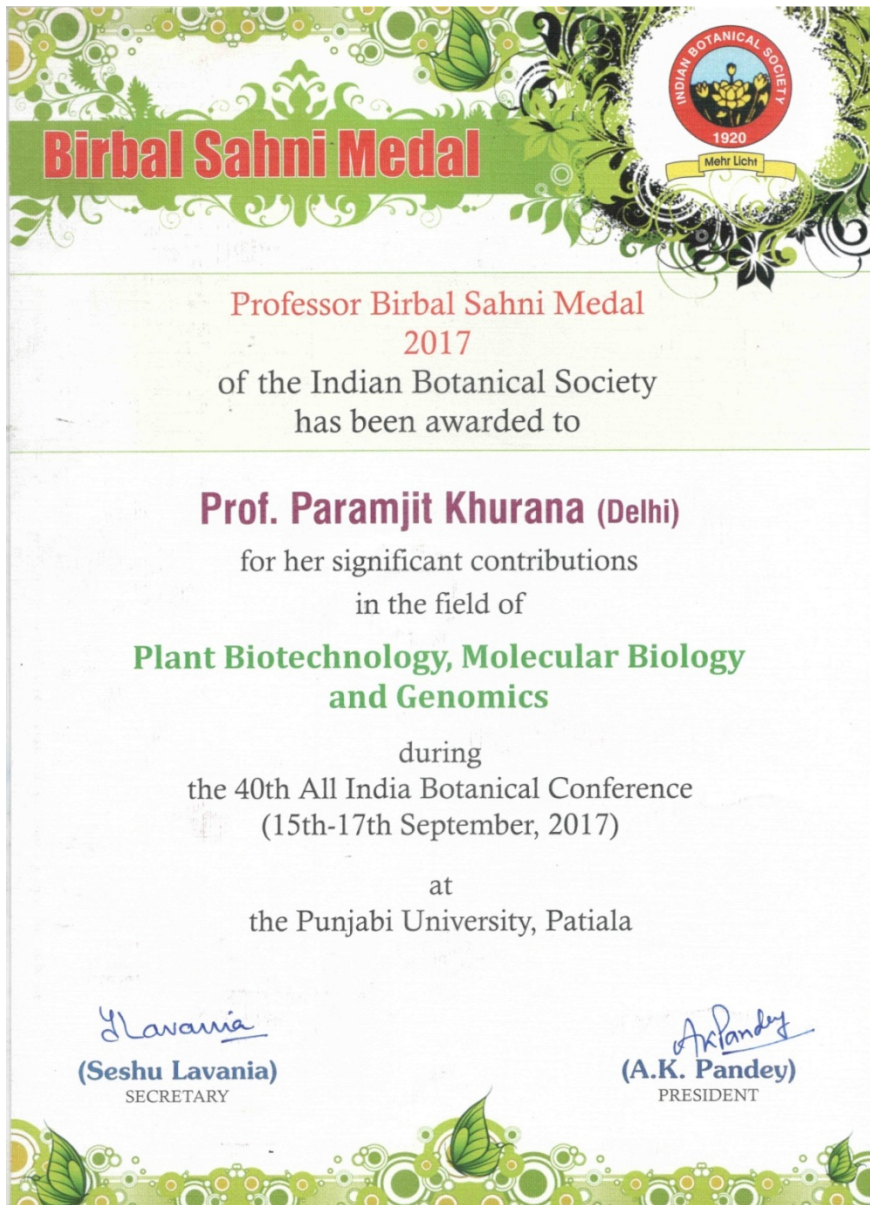 Birbal Sahni Medal
INDIAN BOTANICAL SOCIETY
1920
Mehr Licht
Professor Birbal Sahni Medal
2017
of the Indian Botanical Society
has been awarded to
Prof. Paramjit Khurana (Delhi)
for her significant contributions
in the field of
Plant Biotechnology, Molecular Biology
and Genomics
during
the 40th All India Botanical Conference
(15th-17th September, 2017)
at
the Punjabi University, Patiala
SLavania
AKPandey
(Seshu Lavania)
(A.K. Pandey)
SECRETARY
PRESIDENT